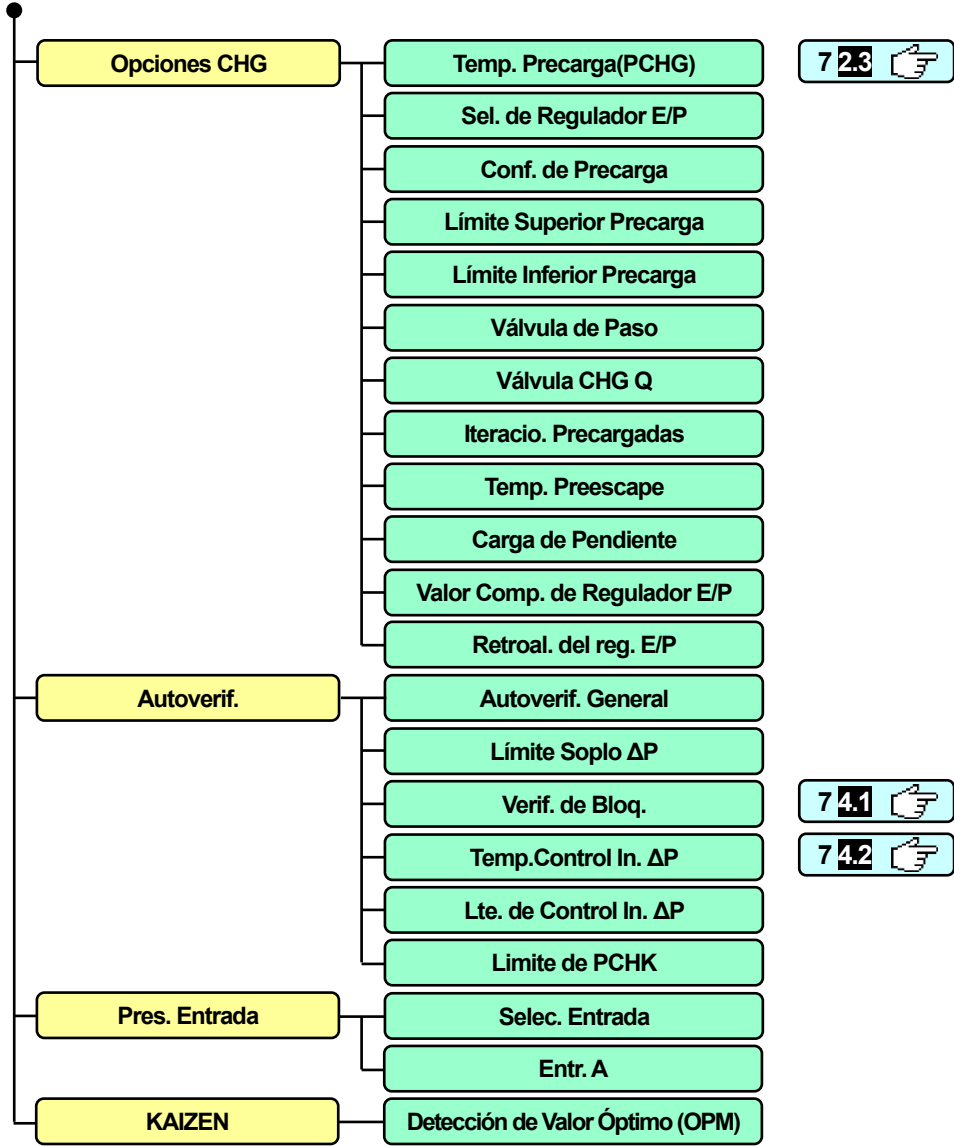 Opciones CHG
Temp. Precarga(PCHG)
7 2.3
Sel. de Regulador E/P
Conf. de Precarga
Límite Superior Precarga
Límite Inferior Precarga
Válvula de Paso
Válvula CHG Q
Iteracio. Precargadas
Temp. Preescape
Carga de Pendiente
Valor Comp. de Regulador E/P
Retroal. del reg. E/P
Autoverif.
Autoverif. General
Límite Soplo ΔP
Verif. de Bloq.
7 4.1
Temp.Control In. ΔP
7 4.2
Lte. de Control In. ΔP
Limite de PCHK
Pres. Entrada
Selec. Entrada
Entr. A
KAIZEN
Detección de Valor Óptimo (OPM)